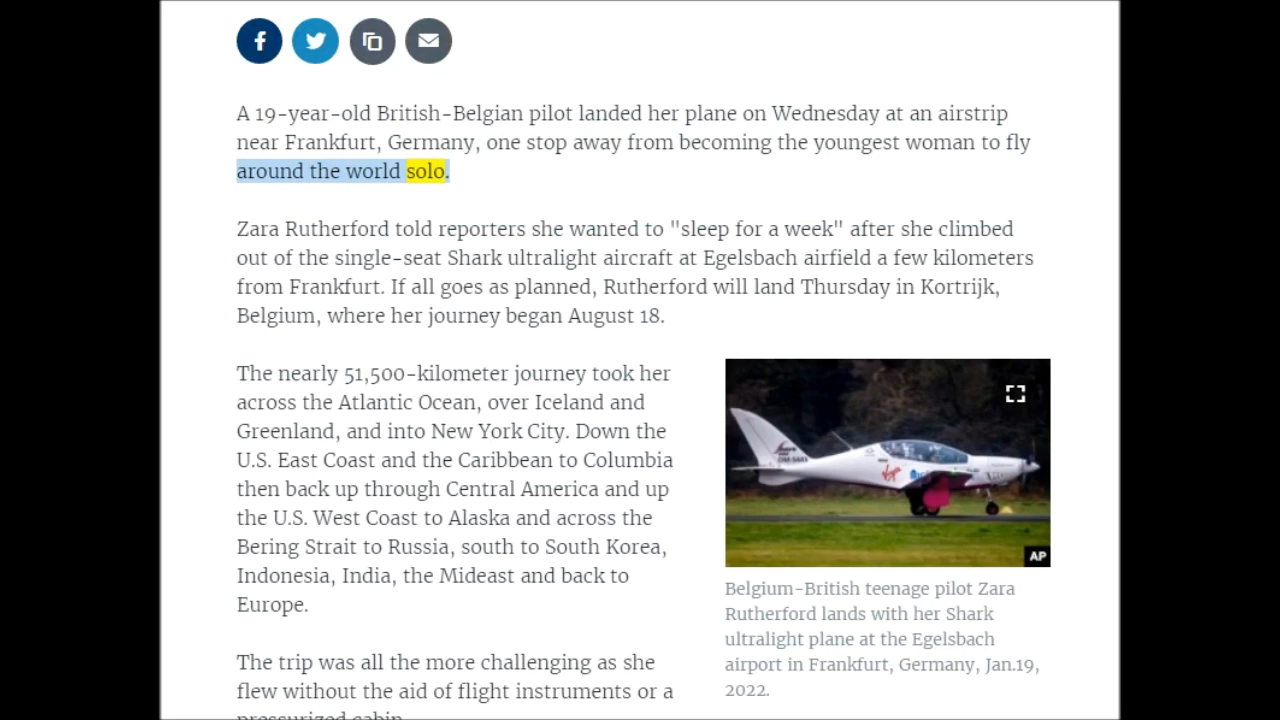 A 19-year-old British-Belgian pilot landed her plane on Wednesday at an airstrip
near Frankfurt, Germany, one stop away from becoming the youngest woman to fly
around the world solo.
Zara Rutherford told reporters she wanted to "sleep for a week" after she climbed
out of the single-seat Shark ultralight aircraft at Egelsbach airfield a few kilometers
from Frankfurt. If all goes as planned, Rutherford will land Thursday in Kortrijk,
Belgium, where her journey began August 18.
The nearly 51,500-kilometer journey took her
across the Atlantic Ocean, over Iceland and
Greenland, and into New York City. Down the
U.S. East Coast and the Caribbean to Columbia
then back up through Central America and up
the U.S. West Coast to Alaska and across the
Bering Strait to Russia, south to South Korea,
Indonesia, India, the Mideast and back to
Europe.
The trip was all the more challenging as she
flew without the aid of flight instruments or a
pressurized cabin.
Virgin
AP
Belgium-British teenage pilot Zara
Rutherford lands with her Shark
ultralight plane at the Egelsbach
airport in Frankfurt, Germany, Jan.19,
2022.